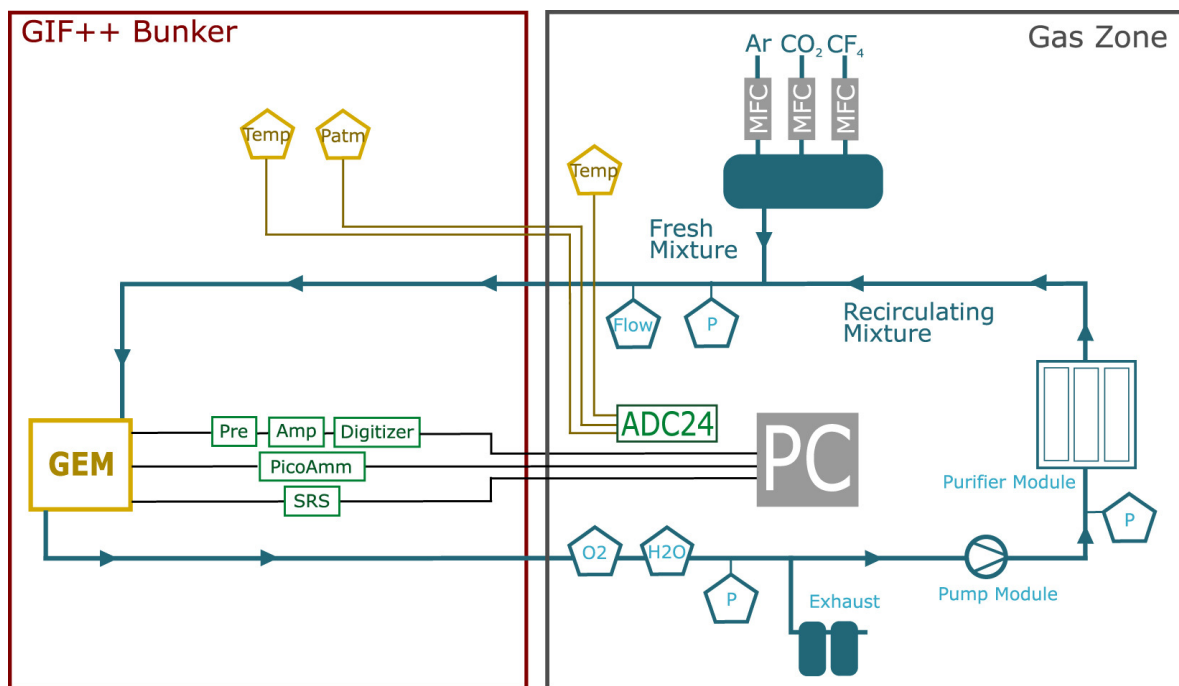 GIF++ Bunker
Gas Zone
Ar CO₂ CF₄
MFC MFC MFC
Temp Patm
Temp
Fresh
Mixture
Flow P
Recirculating
Mixture
ADC24
PC
Pre Amp Digitizer
GEM
PicoAmm
SRS
Purifier Module
P
O2 H2O
P
Exhaust
Pump Module